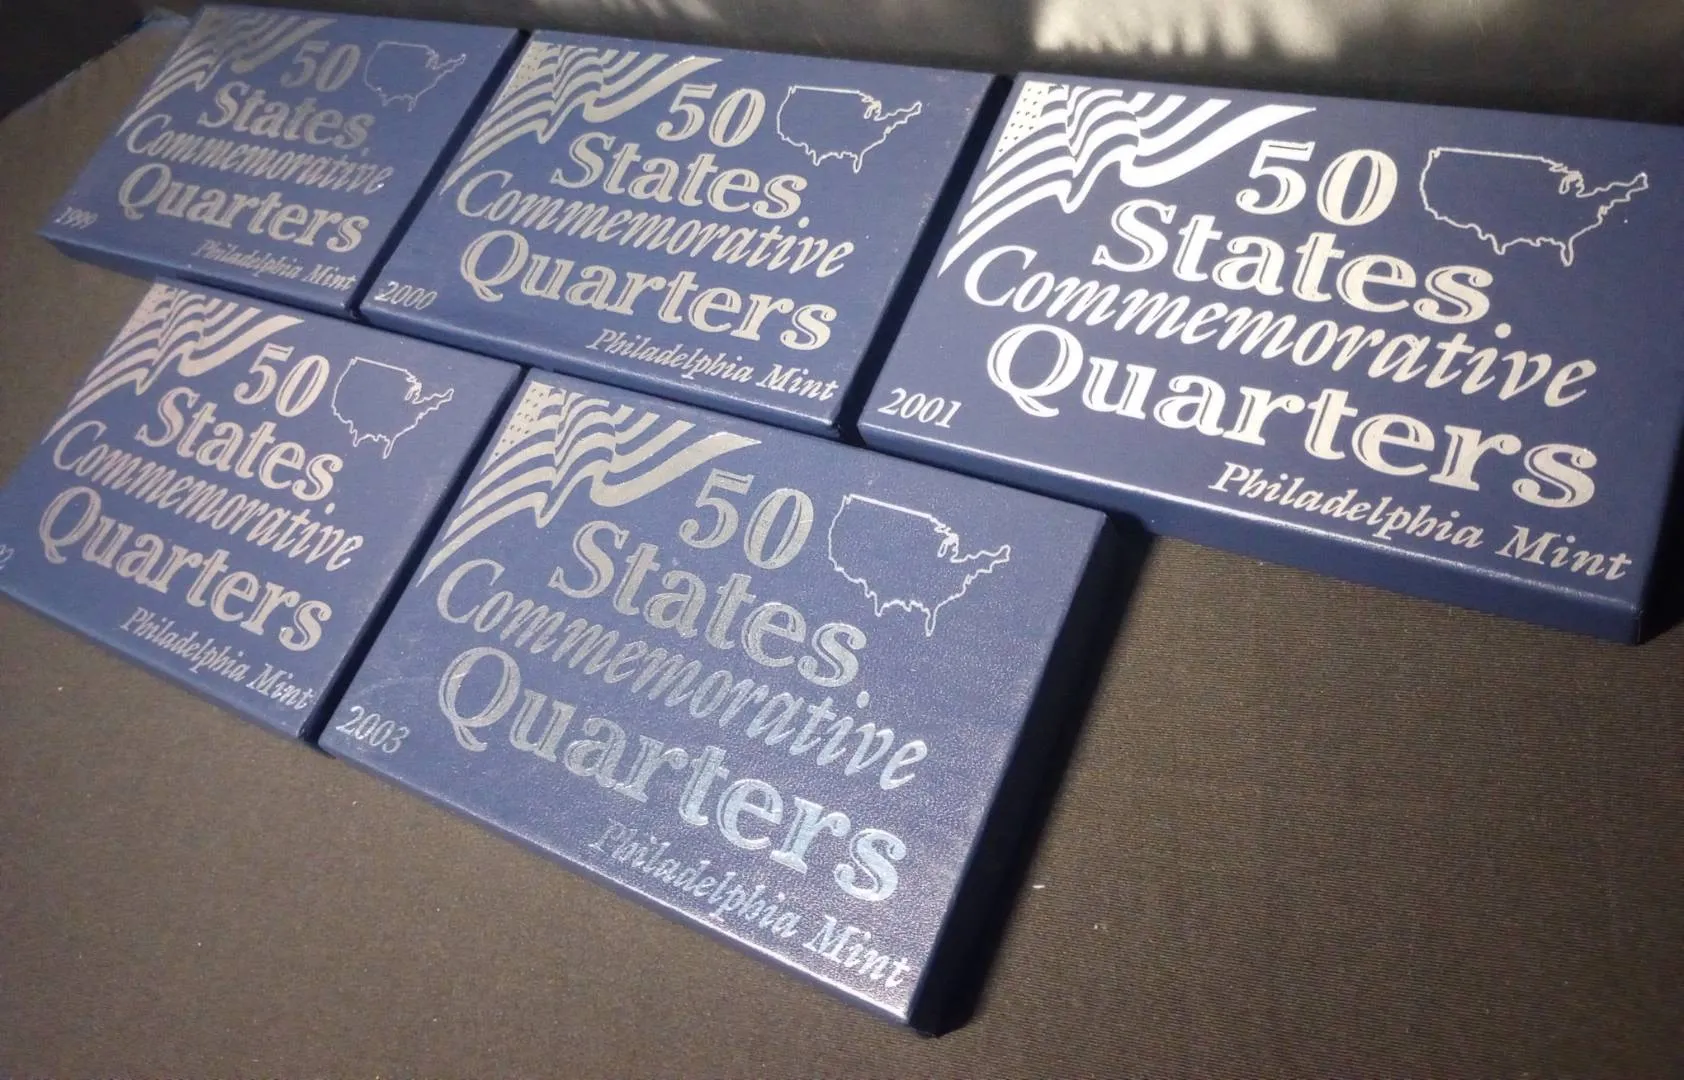 50
States
Commemorative
Quarters
1999
Philadelphia Mint
50
States
Commemorative
Quarters
2000
Philadelphia Mint
50
States
Commemorative
Quarters
2001
Philadelphia Mint
50
States
Commemorative
Quarters
Philadelphia Mint
50
States
Commemorative
Quarters
2003
Philadelphia Mint